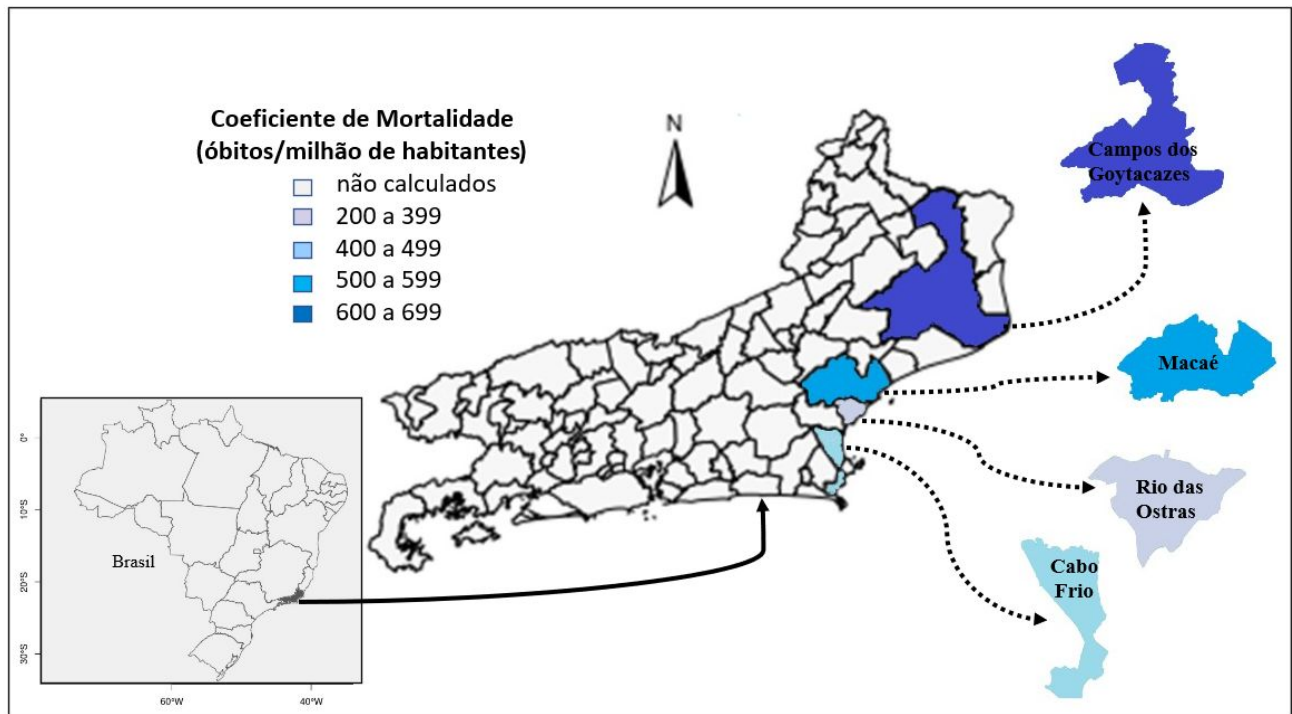 Coeficiente de Mortalidade
(óbitos/milhão de habitantes)
não calculados
200 a 399
400 a 499
500 a 599
600 a 699
N
Campos dos
Goytacazes
Macaé
Rio das
Ostras
Cabo
Frio
Brasil
0°
10°S
20°S
30°S
60°W
40°W